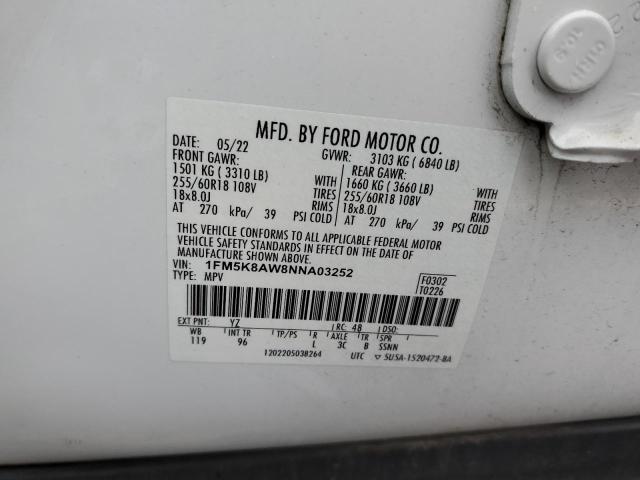 MFD. BY FORD MOTOR CO.
DATE: 05/22 GVWR: 3103 KG ( 6840 LB)
FRONT GAWR: REAR GAWR:
1501 KG ( 3310 LB) WITH 1660 KG ( 3660 LB) WITH
255/60R18 108V TIRES 255/60R18 108V TIRES
18x8.0J RIMS 18x8.0J RIMS
AT 270 kPa/ 39 PSI COLD AT 270 kPa/ 39 PSI COLD
THIS VEHICLE CONFORMS TO ALL APPLICABLE FEDERAL MOTOR
VEHICLE SAFETY STANDARDS IN EFFECT ON THE DATE OF
MANUFACTURE SHOWN ABOVE.
VIN: 1FM5K8AW8NNA03252 F0302
TYPE: MPV T0226
EXT PNT: YZ RC: 48 DSO:
WB INT TR TP/PS R AXLE TR SPR
119 96 L 3C B SSNN
1202205038264 UTC ▽ 5USA-1520472-BA